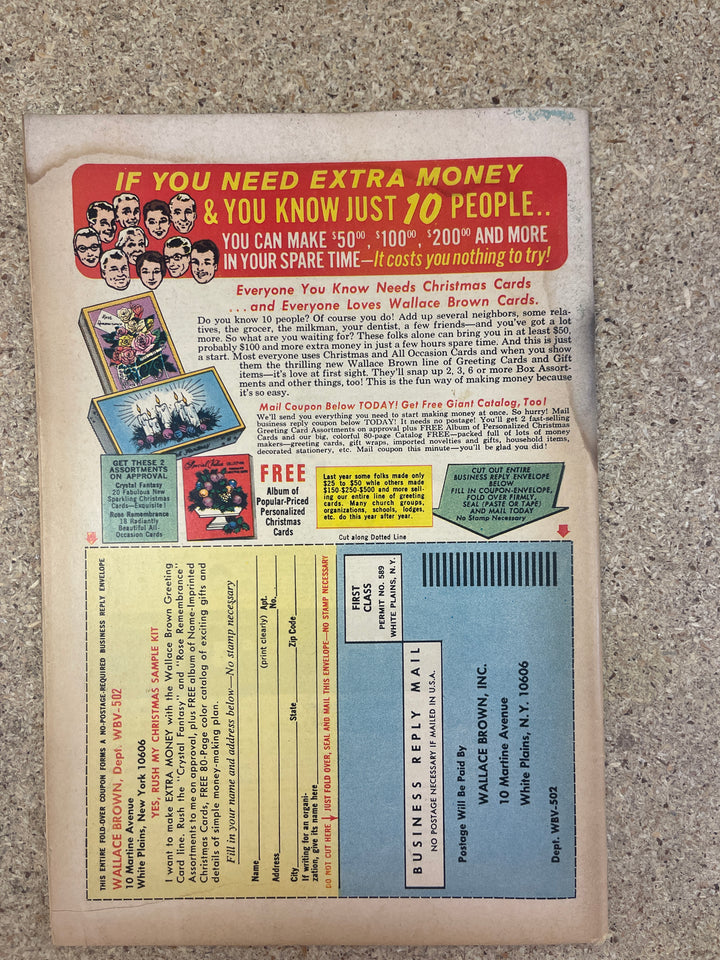 IF YOU NEED EXTRA MONEY
& YOU KNOW JUST 10 PEOPLE..
YOU CAN MAKE $50.00, $100.00, $200.00 AND MORE
IN YOUR SPARE TIME—It costs you nothing to try!
Everyone You Know Needs Christmas Cards
...and Everyone Loves Wallace Brown Cards.
Do you know 10 people? Of course you do! Add up several neighbors, some rela-
tives, the grocer, the milkman, your dentist, a few friends—and you've got a lot
more. So what are you waiting for? These folks alone can bring you in at least $50,
probably $100 and more extra money in just a few hours spare time. And this is just
a start. Most everyone uses Christmas and All Occasion Cards and when you show
them the thrilling new Wallace Brown line of Greeting Cards and Gift
items—it's love at first sight. They'll snap up 2, 3, 6 or more Box Assort-
ments and other things, too! This is the fun way of making money because
it's so easy.
Mail Coupon Below TODAY! Get Free Giant Catalog, Too!
We'll send you everything you need to start making money at once. So hurry! Mail
business reply coupon below TODAY! It needs no postage! You'll get 2 fast-selling
Greeting Card Assortments on approval plus FREE Album of Personalized Christmas
Cards and our big, colorful 80-page Catalog FREE—packed full of lots of money
makers—greeting cards, gift wraps, imported novelties and gifts, household items,
decorated stationery, etc. Mail coupon this minute—you'll be glad you did!
GET THESE 2
ASSORTMENTS
ON APPROVAL
Crystal Fantasy
20 Fabulous New
Sparkling Christmas
Cards—Exquisite!
Rose Remembrance
18 Radiantly
Beautiful All-
Occasion Cards
FREE
Album of
Popular-Priced
Personalized
Christmas
Cards
Last year some folks made only
$25 to $50 while others made
$150-$250-$500 and more sell-
ing our entire line of greeting
cards. Many church groups,
organizations, schools, lodges,
etc. do this year after year.
CUT OUT ENTIRE
BUSINESS REPLY ENVELOPE
BELOW
FILL IN COUPON-ENVELOPE,
FOLD OVER FIRMLY,
SEAL (PASTE OR TAPE)
AND MAIL TODAY
No Stamp Necessary
Cut along Dotted Line
THIS ENTIRE FOLD-OVER COUPON FORMS A NO-POSTAGE-REQUIRED BUSINESS REPLY ENVELOPE
WALLACE BROWN, Dept. WBV-502
10 Martine Avenue
White Plains, New York 10606
YES, RUSH MY CHRISTMAS SAMPLE KIT
I want to make EXTRA MONEY with the Wallace Brown Greeting
Card line. Rush the "Crystal Fantasy" and "Rose Remembrance"
Assortments to me on approval, plus FREE album of Name-Imprinted
Christmas Cards, FREE 80-Page color catalog of exciting gifts and
details of simple money-making plan.
Fill in your name and address below—No stamp necessary
Name
(print clearly)
Address Apt. No.
City State Zip Code
If writing for an organi-
zation, give its name here
DO NOT CUT HERE JUST FOLD OVER, SEAL AND MAIL THIS ENVELOPE—NO STAMP NECESSARY
FIRST
CLASS
PERMIT NO. 589
WHITE PLAINS, N.Y.
BUSINESS REPLY MAIL
NO POSTAGE NECESSARY IF MAILED IN U.S.A.
Postage Will Be Paid By
WALLACE BROWN, INC.
10 Martine Avenue
White Plains, N.Y. 10606
Dept. WBV-502